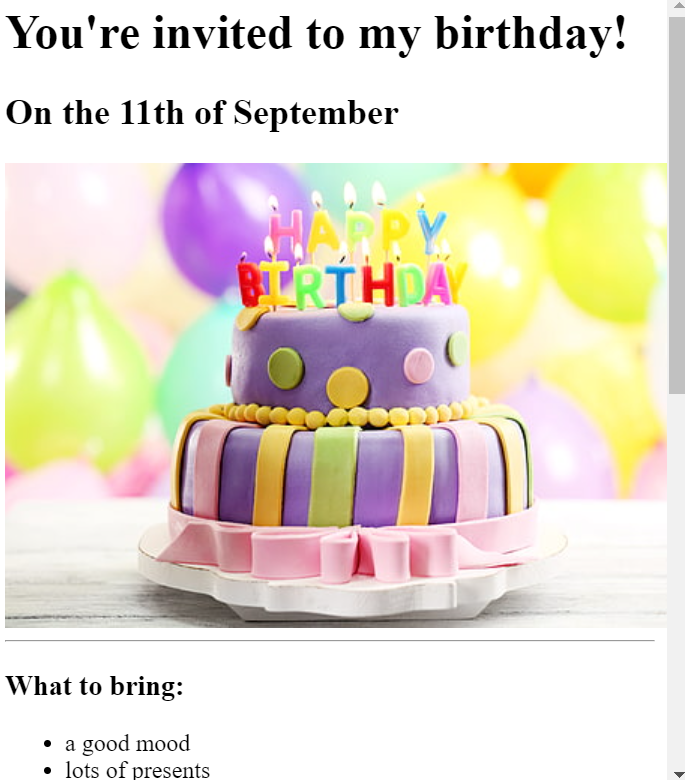 You're invited to my birthday!
On the 11th of September
HAPPY
BIRTHDAY
What to bring:
• a good mood
• lots of presents